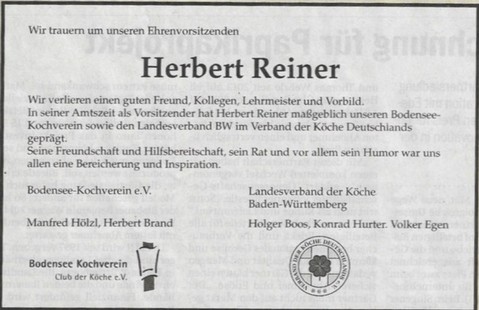 Wir trauern um unseren Ehrenvorsitzenden
Herbert Reiner
Wir verlieren einen guten Freund, Kollegen, Lehrmeister und Vorbild.
In seiner Amtszeit als Vorsitzender hat Herbert Reiner maßgeblich unseren Bodensee-
Kochverein sowie den Landesverband BW im Verband der Köche Deutschlands
geprägt.
Seine Freundschaft und Hilfsbereitschaft, sein Rat und vor allem sein Humor war uns
allen eine Bereicherung und Inspiration.
Bodensee-Kochverein e.V.
Manfred Hölzl, Herbert Brand
Landesverband der Köche
Baden-Württemberg
Holger Boos, Konrad Hurter. Volker Egen
Bodensee Kochverein
Club der Köche e.V.
VERBAND DER KÖCHE DEUTSCHLANDS e.V.